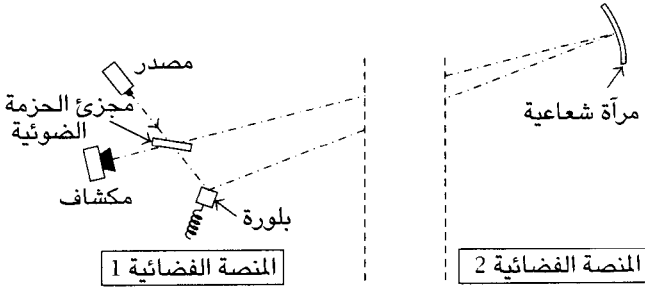 مصدر
مجزئ الحزمة
الضوئية
مكشاف
بلورة
مرآة شعاعية
المنصة الفضائية 1
المنصة الفضائية 2